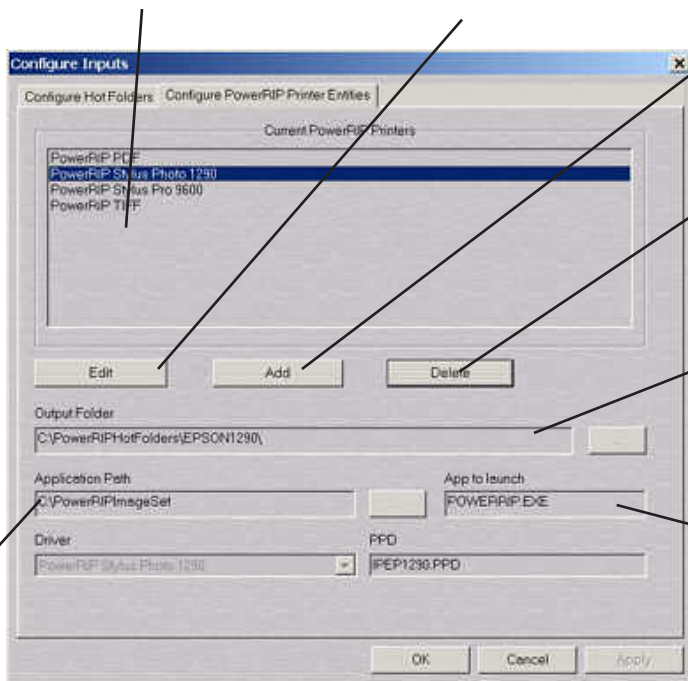 Configure Inputs
Configure Hot Folders Configure PowerRIP Printer Entities
Current PowerRIP Printers
PowerRIP PDF
PowerRIP Stylus Photo 1290
PowerRIP Stylus Pro 9600
PowerRIP TIFF
Edit Add Delete
Output Folder
C:\PowerRIPHotFolders\EPSON1290\ ...
Application Path App to launch
C:\PowerRIPImageSet ... POWERRIP.EXE
Driver PPD
PowerRIP Stylus Photo 1290 IPEP1290.PPD
OK Cancel Apply